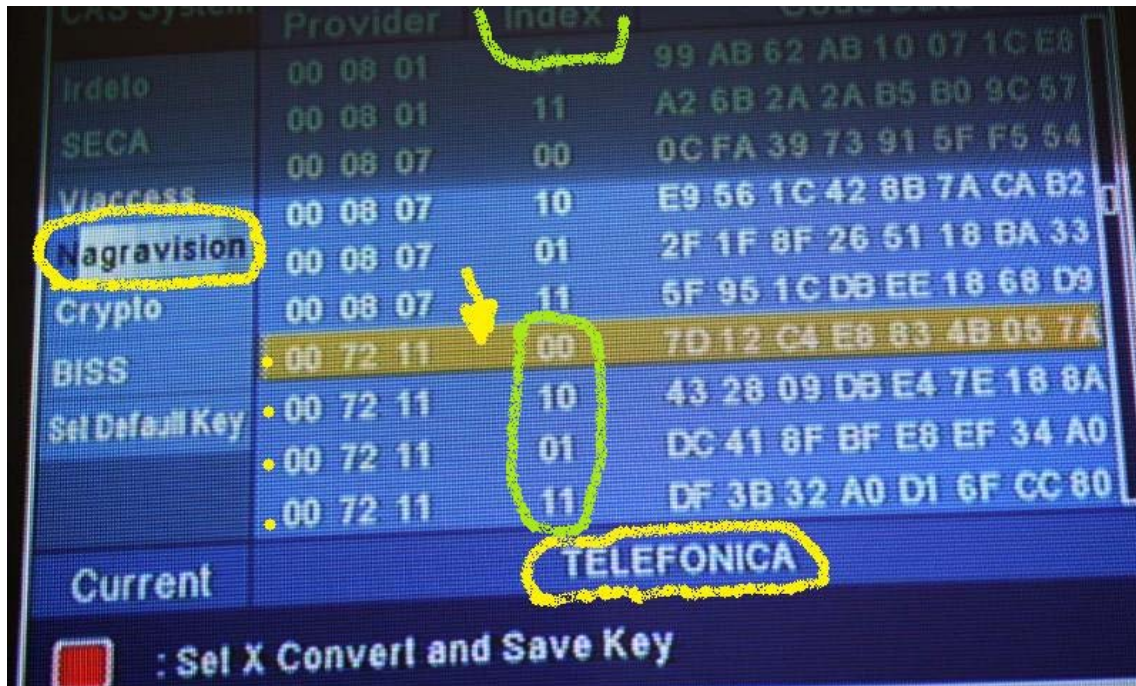 CAS System Provider Index Code Data
Irdeto 00 08 01 01 99 AB 62 AB 10 07 1C E8
SECA 00 08 01 11 A2 6B 2A 2A B5 B0 9C 57
Viaccess 00 08 07 00 0C FA 39 73 91 5F F5 54
Nagravision 00 08 07 10 E9 56 1C 42 8B 7A CA B2
00 08 07 01 2F 1F 8F 26 51 18 BA 33
Crypto 00 08 07 11 5F 95 1C DB EE 18 68 D9
BISS 00 72 11 00 7D 12 C4 E8 83 4B 05 7A
Set Default Key 00 72 11 10 43 28 09 DB E4 7E 18 8A
00 72 11 01 DC 41 8F BF E8 EF 34 A0
00 72 11 11 DF 3B 32 A0 D1 6F CC 80
Current TELEFONICA
: Set X Convert and Save Key